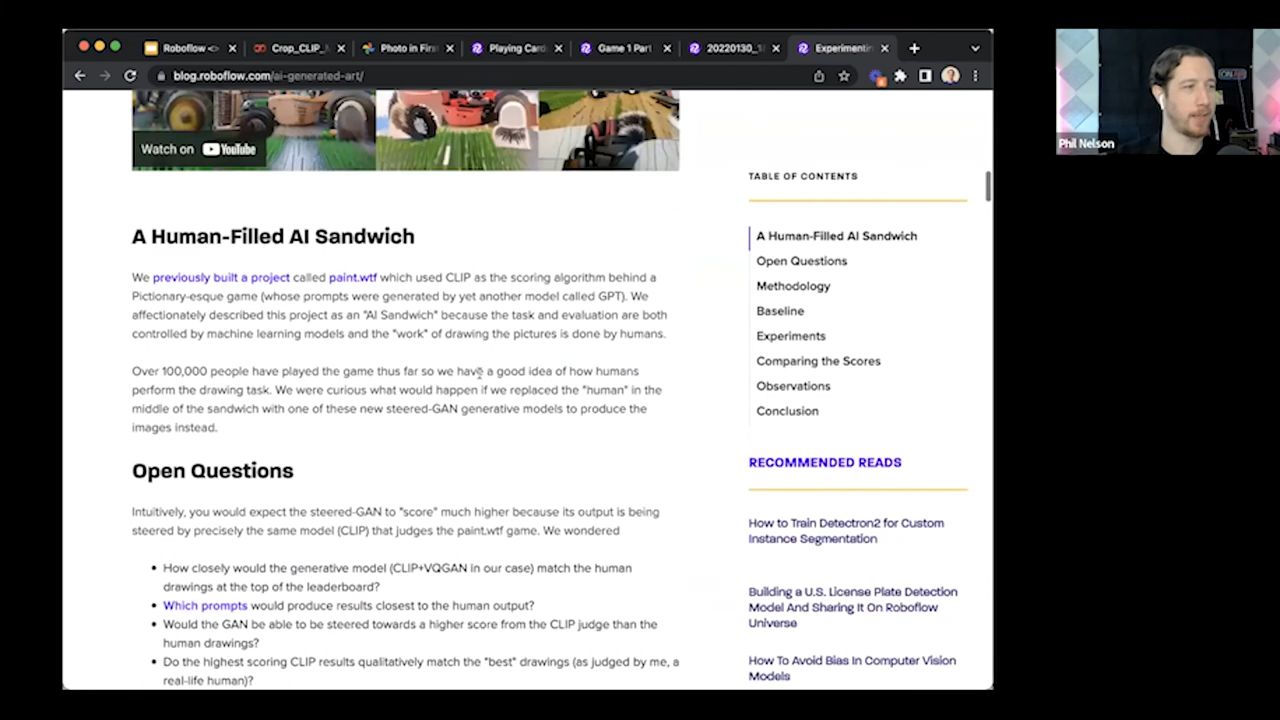 Roboflow <>
Crop_CLIP_
Photo in Firs
Playing Card
Game 1 Part
20220130_1
Experimentin
blog.roboflow.com/ai-generated-art/
ON AIR
Phil Nelson
Watch on YouTube
TABLE OF CONTENTS
A Human-Filled AI Sandwich
Open Questions
Methodology
Baseline
Experiments
Comparing the Scores
Observations
Conclusion
RECOMMENDED READS
How to Train Detectron2 for Custom
Instance Segmentation
Building a U.S. License Plate Detection
Model And Sharing It On Roboflow
Universe
How To Avoid Bias In Computer Vision
Models
A Human-Filled AI Sandwich
We previously built a project called paint.wtf which used CLIP as the scoring algorithm behind a
Pictionary-esque game (whose prompts were generated by yet another model called GPT). We
affectionately described this project as an "AI Sandwich" because the task and evaluation are both
controlled by machine learning models and the "work" of drawing the pictures is done by humans.
Over 100,000 people have played the game thus far so we have a good idea of how humans
perform the drawing task. We were curious what would happen if we replaced the "human" in the
middle of the sandwich with one of these new steered-GAN generative models to produce the
images instead.
Open Questions
Intuitively, you would expect the steered-GAN to "score" much higher because its output is being
steered by precisely the same model (CLIP) that judges the paint.wtf game. We wondered
• How closely would the generative model (CLIP+VQGAN in our case) match the human
drawings at the top of the leaderboard?
• Which prompts would produce results closest to the human output?
• Would the GAN be able to be steered towards a higher score from the CLIP judge than the
human drawings?
• Do the highest scoring CLIP results qualitatively match the "best" drawings (as judged by me, a
real-life human)?